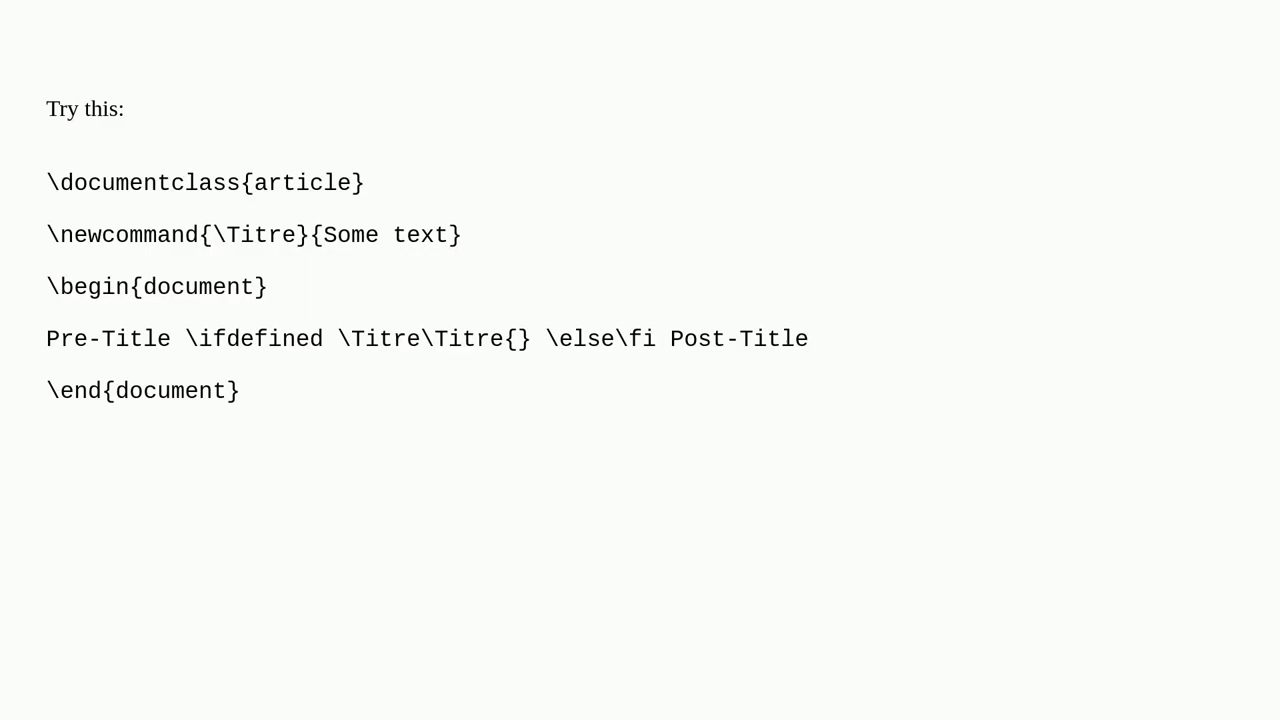 Try this:
\documentclass{article}
\newcommand{\Titre}{Some text}
\begin{document}
Pre-Title \ifdefined \Titre\Titre{} \else\fi Post-Title
\end{document}